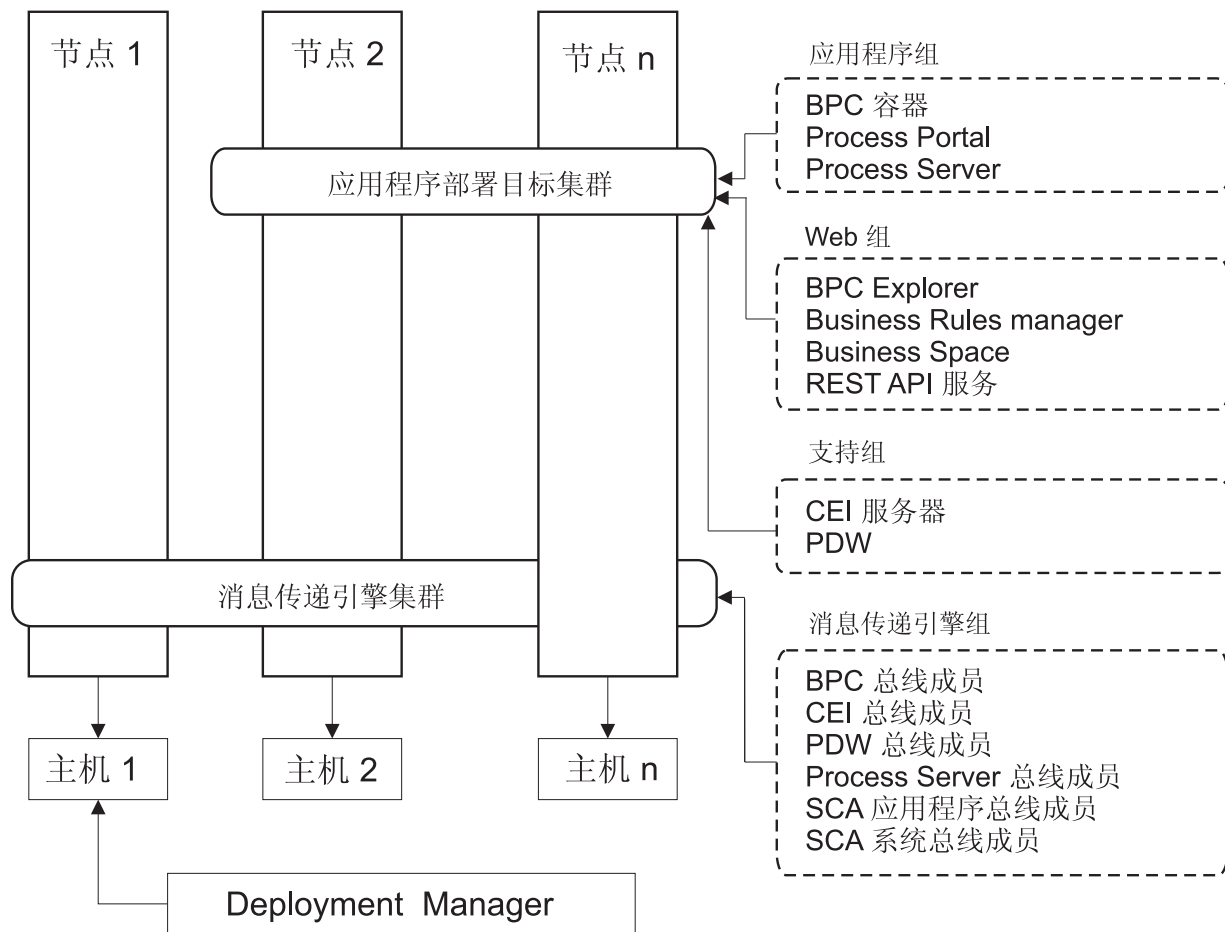 节点 1
节点 2
节点 n
应用程序部署目标集群
消息传递引擎集群
主机 1
主机 2
主机 n
Deployment Manager
应用程序组
BPC 容器
Process Portal
Process Server
Web 组
BPC Explorer
Business Rules manager
Business Space
REST API 服务
支持组
CEI 服务器
PDW
消息传递引擎组
BPC 总线成员
CEI 总线成员
PDW 总线成员
Process Server 总线成员
SCA 应用程序总线成员
SCA 系统总线成员